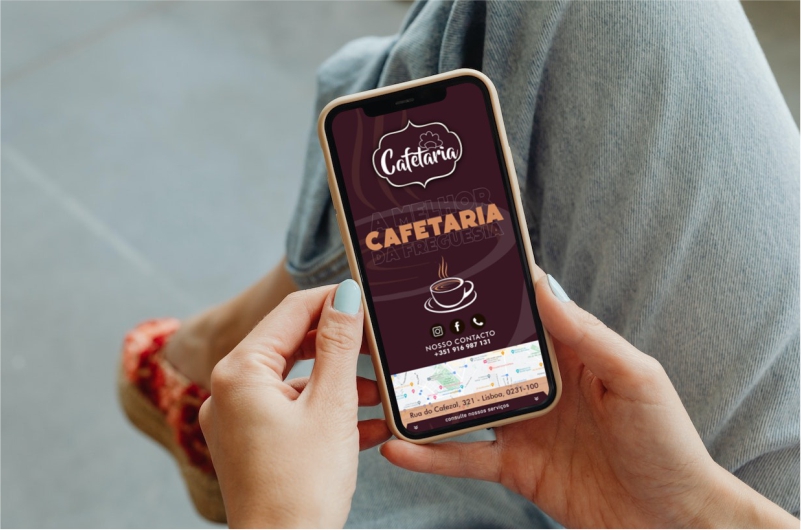 Cafetaria
A MELHOR
CAFETARIA
DA FREGUESIA
NOSSO CONTACTO
+351 916 987 131
Rua do Cafezal, 321 - Lisboa, 0231-100
consulte nossos serviços